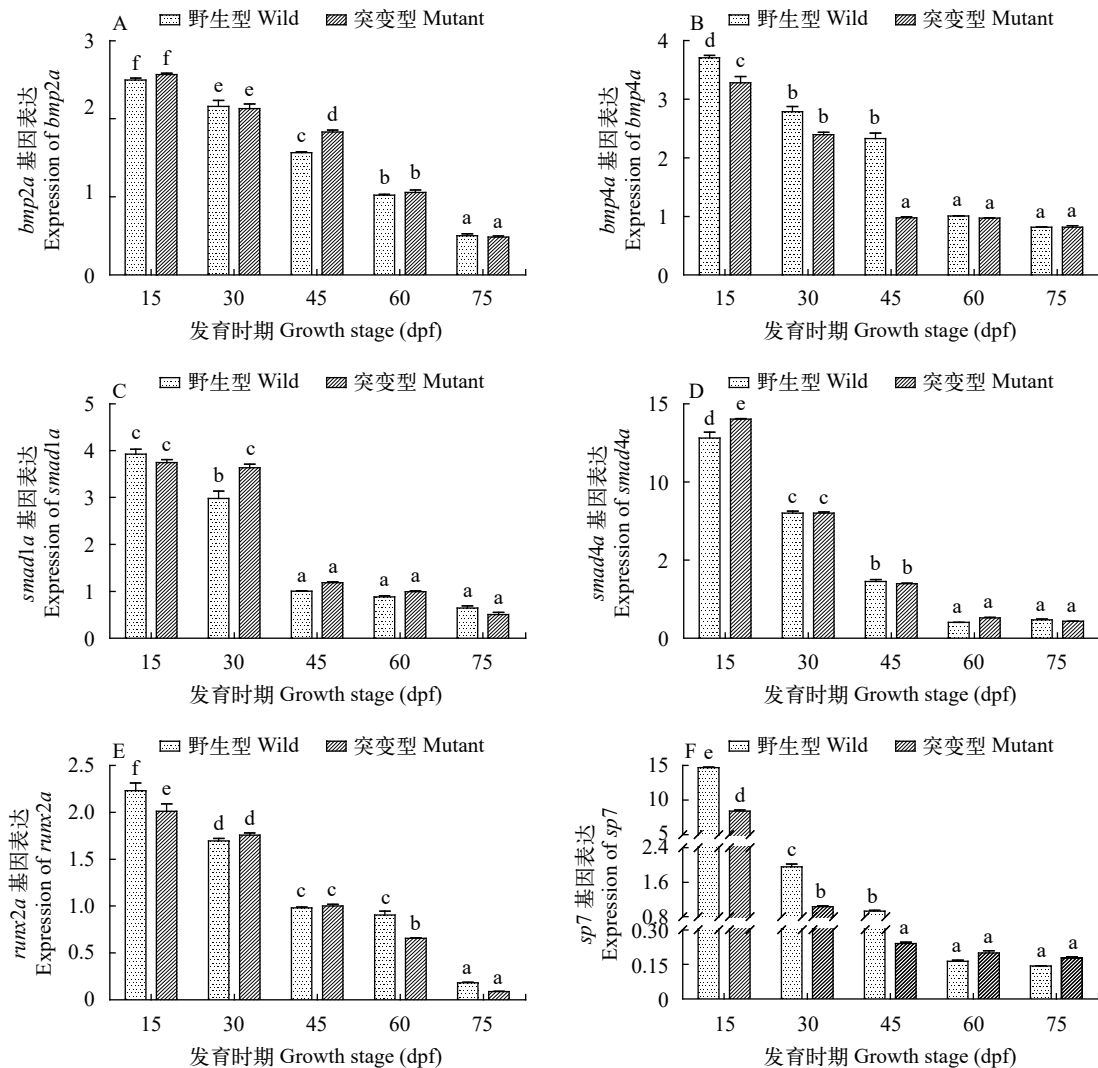 A 野生型 Wild 突变型 Mutant
bmp2a 基因表达
Expression of bmp2a
3
2
1
0
f f e e c d b b a a
15 30 45 60 75
发育时期 Growth stage (dpf)
B 野生型 Wild 突变型 Mutant
bmp4a 基因表达
Expression of bmp4a
4
3
2
1
0
d c b b b a a a a a
15 30 45 60 75
发育时期 Growth stage (dpf)
C 野生型 Wild 突变型 Mutant
smad1a 基因表达
Expression of smad1a
5
4
3
2
1
0
c c b c a a a a a a
15 30 45 60 75
发育时期 Growth stage (dpf)
D 野生型 Wild 突变型 Mutant
smad4a 基因表达
Expression of smad4a
15
10
2
0
d e c c b b a a a a
15 30 45 60 75
发育时期 Growth stage (dpf)
E 野生型 Wild 突变型 Mutant
runx2a 基因表达
Expression of runx2a
2.5
2.0
1.5
1.0
0.5
0
f e d d c c c b a a
15 30 45 60 75
发育时期 Growth stage (dpf)
F 野生型 Wild 突变型 Mutant
sp7 基因表达
Expression of sp7
15
10
5
2.4
1.6
0.8
0.30
0.15
0
e d c b b a a a a a
15 30 45 60 75
发育时期 Growth stage (dpf)